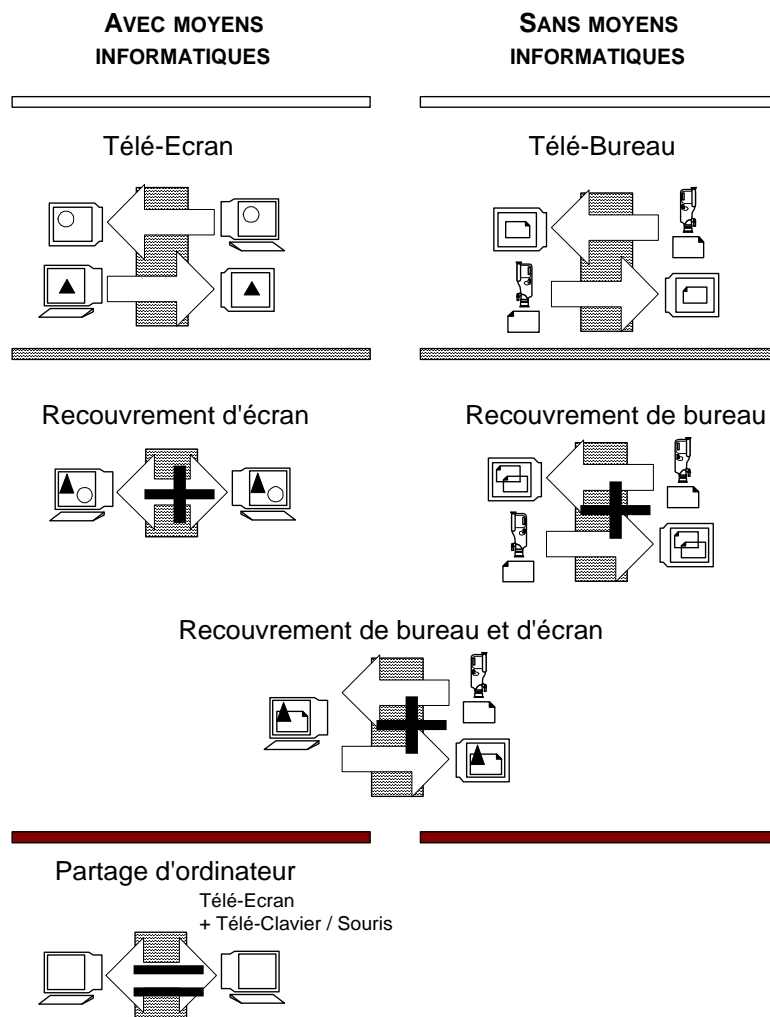 AVEC MOYENS
INFORMATIQUES
SANS MOYENS
INFORMATIQUES
Télé-Ecran
Télé-Bureau
Recouvrement d'écran
Recouvrement de bureau
Recouvrement de bureau et d'écran
Partage d'ordinateur
Télé-Ecran
+ Télé-Clavier / Souris